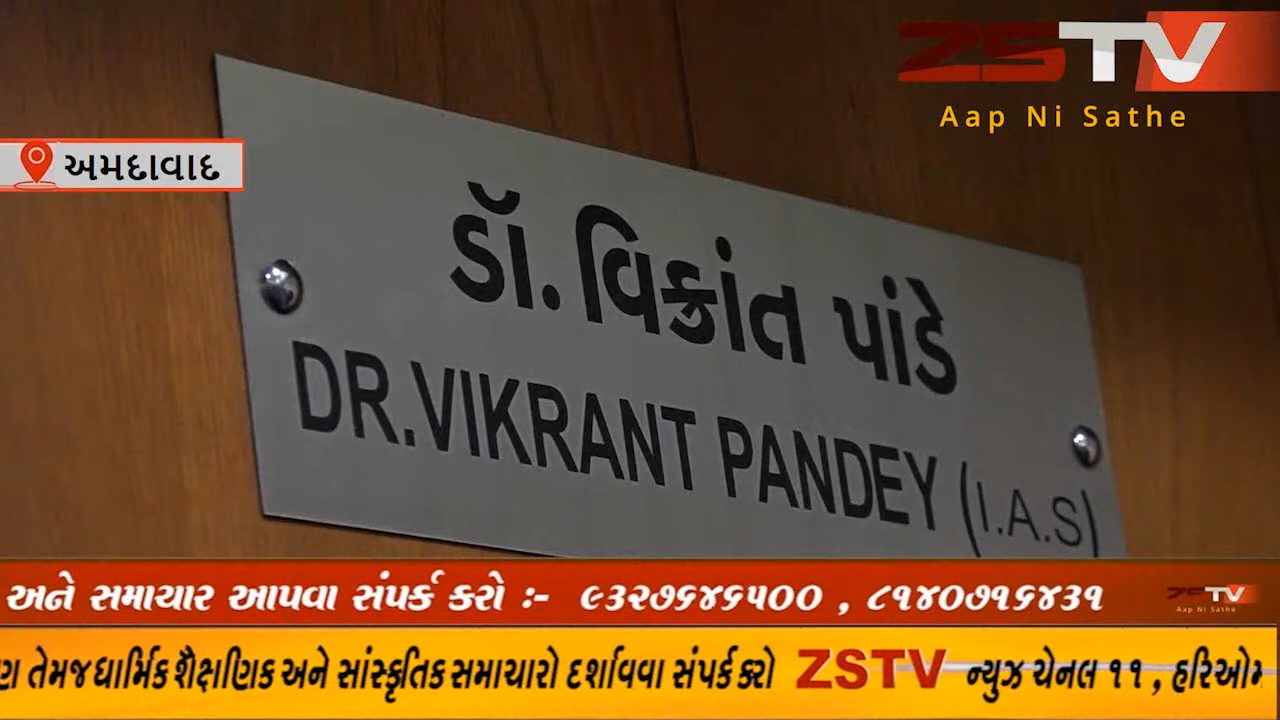 ZSTV
Aap Ni Sathe
અમદાવાદ
ડૉ. વિક્રાંત પાંડે
DR.VIKRANT PANDEY (I.A.S)
અને સમાચાર આપવા સંપર્ક કરો :- ૯૩૨૭૬૪૬૫૦૦ , ૮૧૪૦૭૧૬૪૩૧
ZSTV
Aap Ni Sathe
તેમજ ધાર્મિક શૈક્ષણિક અને સાંસ્કૃતિક સમાચારો દર્શાવવા સંપર્ક કરો ZSTV ન્યુઝ ચેનલ ૧૧ , હરિઓમ